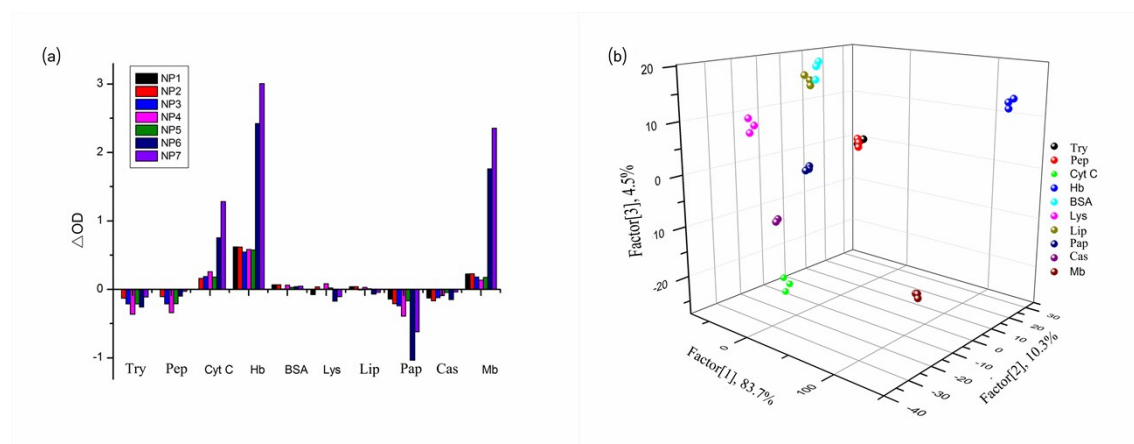 (a)
△OD
3
2
1
0
-1
NP1
NP2
NP3
NP4
NP5
NP6
NP7
Try Pep Cyt C Hb BSA Lys Lip Pap Cas Mb
(b)
Factor[3], 4.5%
20
10
0
10
-20
Factor[1], 83.7%
0
100
Factor[2], 10.3%
-40
-30
-20
-10
0
10
20
30
Try
Pep
Cyt C
Hb
BSA
Lys
Lip
Pap
Cas
Mb